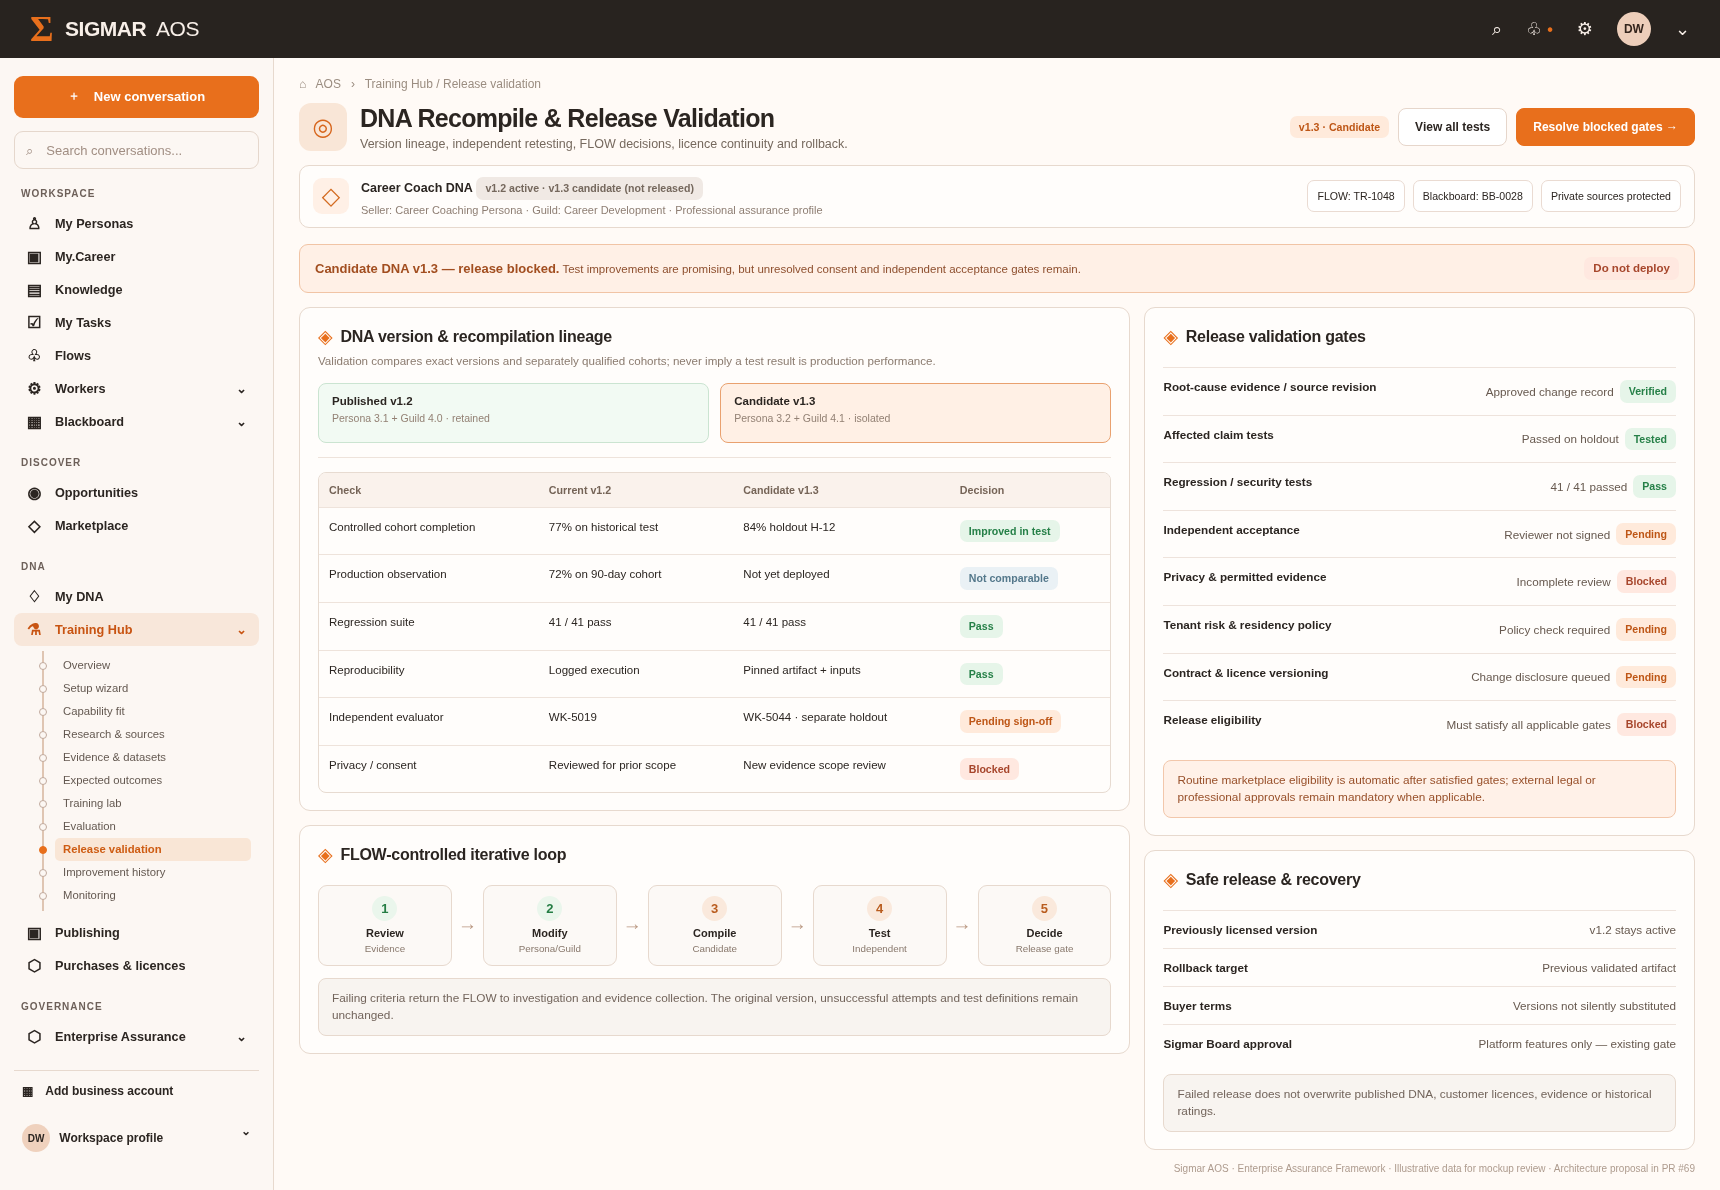 SIGMAR AOS
DW
+ New conversation
Search conversations...
WORKSPACE
My Personas
My.Career
Knowledge
My Tasks
Flows
Workers
Blackboard
DISCOVER
Opportunities
Marketplace
DNA
My DNA
Training Hub
Overview
Setup wizard
Capability fit
Research & sources
Evidence & datasets
Expected outcomes
Training lab
Evaluation
Release validation
Improvement history
Monitoring
Publishing
Purchases & licences
GOVERNANCE
Enterprise Assurance
Add business account
DW Workspace profile
AOS › Training Hub / Release validation
DNA Recompile & Release Validation
Version lineage, independent retesting, FLOW decisions, licence continuity and rollback.
v1.3 · Candidate
View all tests
Resolve blocked gates →
Career Coach DNA v1.2 active · v1.3 candidate (not released)
Seller: Career Coaching Persona · Guild: Career Development · Professional assurance profile
FLOW: TR-1048
Blackboard: BB-0028
Private sources protected
Candidate DNA v1.3 — release blocked. Test improvements are promising, but unresolved consent and independent acceptance gates remain.
Do not deploy
DNA version & recompilation lineage
Validation compares exact versions and separately qualified cohorts; never imply a test result is production performance.
Published v1.2
Persona 3.1 + Guild 4.0 · retained
Candidate v1.3
Persona 3.2 + Guild 4.1 · isolated
Check Current v1.2 Candidate v1.3 Decision
Controlled cohort completion 77% on historical test 84% holdout H-12 Improved in test
Production observation 72% on 90-day cohort Not yet deployed Not comparable
Regression suite 41 / 41 pass 41 / 41 pass Pass
Reproducibility Logged execution Pinned artifact + inputs Pass
Independent evaluator WK-5019 WK-5044 · separate holdout Pending sign-off
Privacy / consent Reviewed for prior scope New evidence scope review Blocked
FLOW-controlled iterative loop
1
Review
Evidence
→
2
Modify
Persona/Guild
→
3
Compile
Candidate
→
4
Test
Independent
→
5
Decide
Release gate
Failing criteria return the FLOW to investigation and evidence collection. The original version, unsuccessful attempts and test definitions remain
unchanged.
Release validation gates
Root-cause evidence / source revision Approved change record Verified
Affected claim tests Passed on holdout Tested
Regression / security tests 41 / 41 passed Pass
Independent acceptance Reviewer not signed Pending
Privacy & permitted evidence Incomplete review Blocked
Tenant risk & residency policy Policy check required Pending
Contract & licence versioning Change disclosure queued Pending
Release eligibility Must satisfy all applicable gates Blocked
Routine marketplace eligibility is automatic after satisfied gates; external legal or
professional approvals remain mandatory when applicable.
Safe release & recovery
Previously licensed version v1.2 stays active
Rollback target Previous validated artifact
Buyer terms Versions not silently substituted
Sigmar Board approval Platform features only — existing gate
Failed release does not overwrite published DNA, customer licences, evidence or historical
ratings.
Sigmar AOS · Enterprise Assurance Framework · Illustrative data for mockup review · Architecture proposal in PR #69